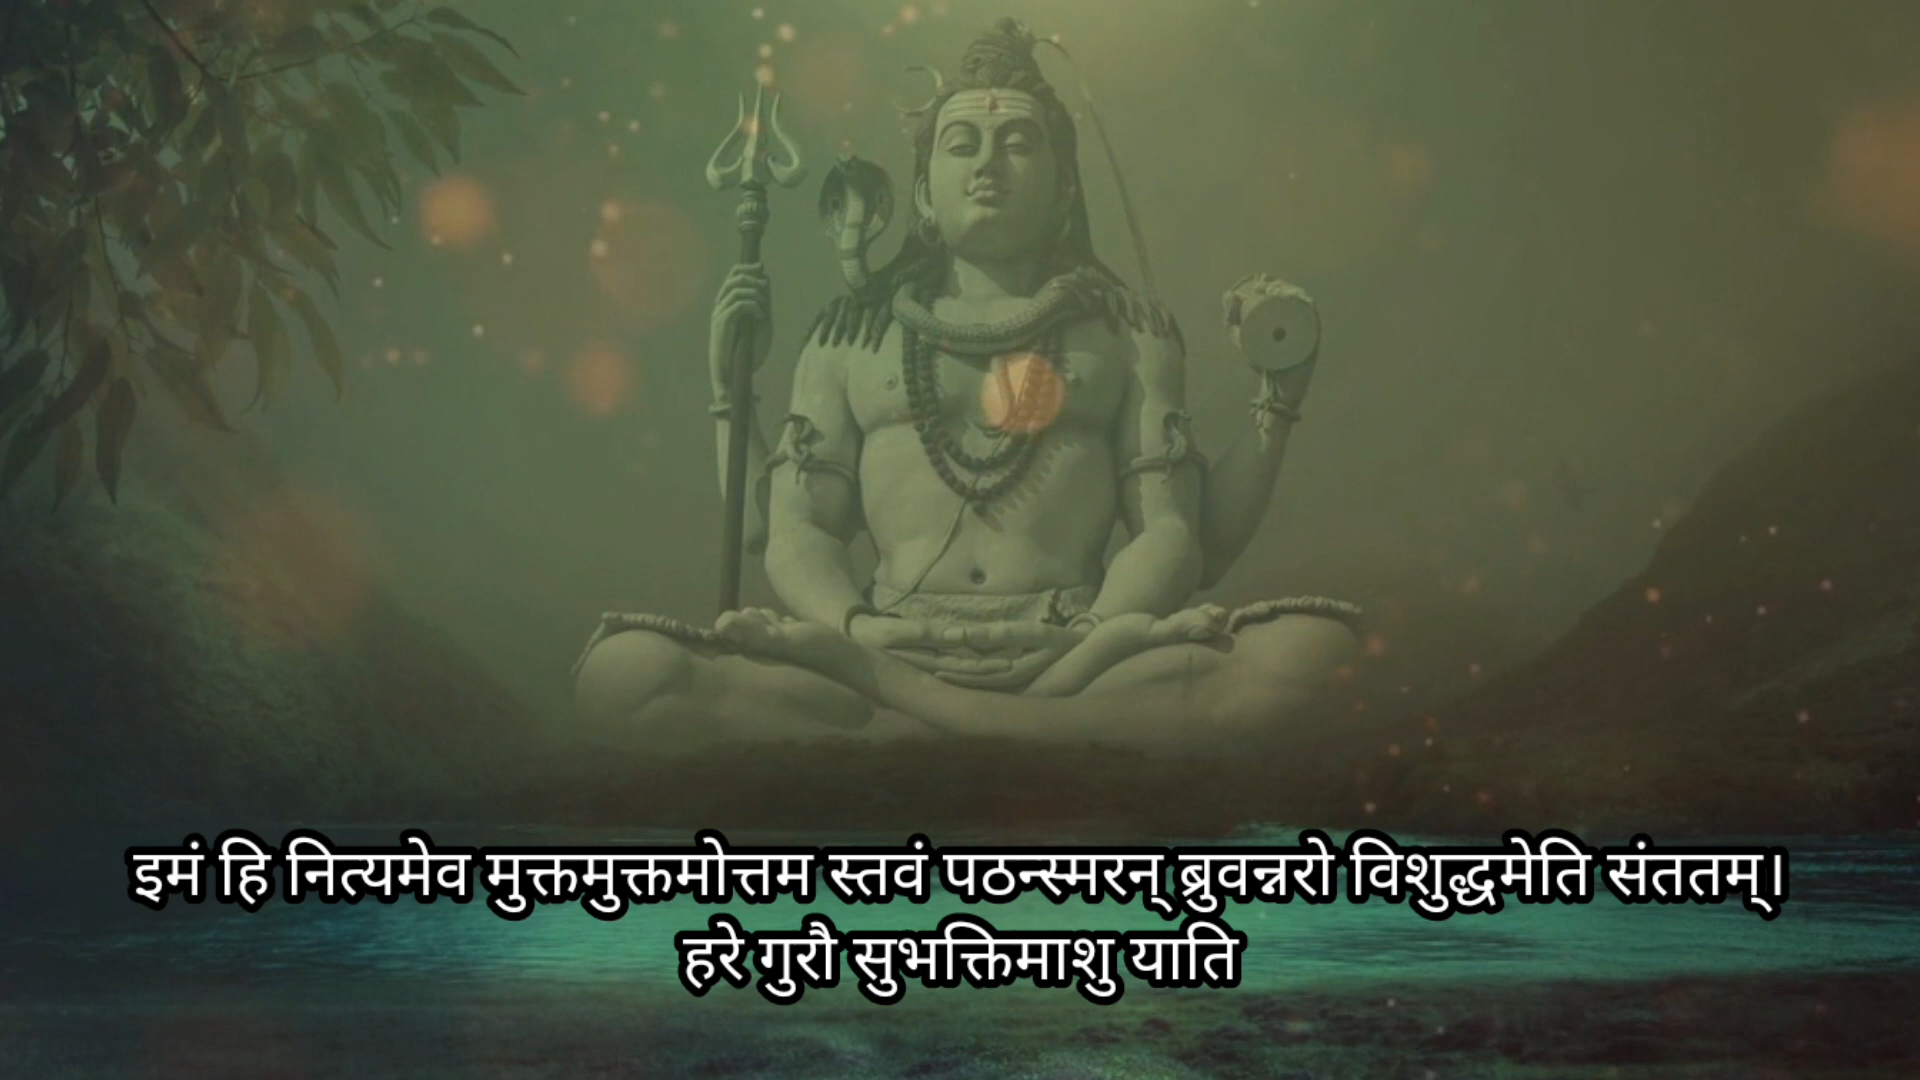 इमं हि नित्यमेव मुक्तमुक्तमोत्तम स्तवं पठन्स्मरन् ब्रुवन्नरो विशुद्धमेति संततम्।
हरे गुरौ सुभक्तिमाशु याति